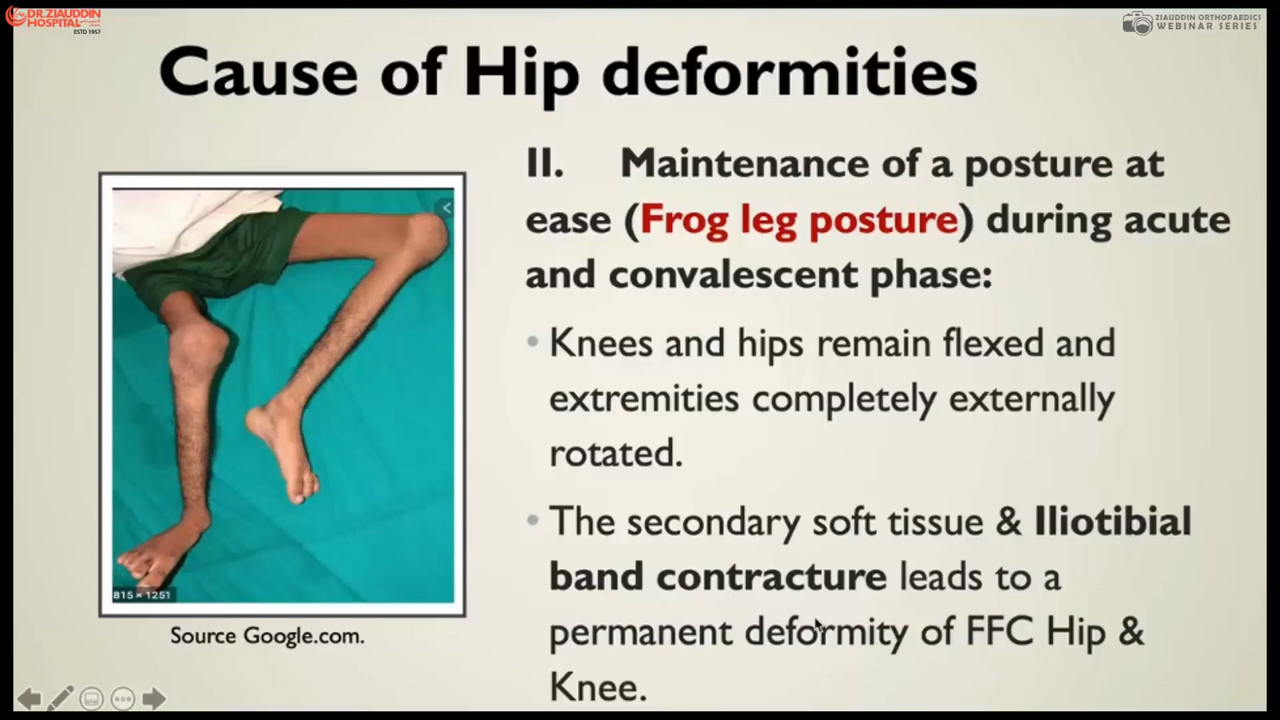 DR.ZIAUDDIN
HOSPITAL
ESTD 1957
ZIAUDDIN ORTHOPAEDICS
WEBINAR SERIES
Cause of Hip deformities
II. Maintenance of a posture at
ease (Frog leg posture) during acute
and convalescent phase:
• Knees and hips remain flexed and
extremities completely externally
rotated.
• The secondary soft tissue & Iliotibial
band contracture leads to a
permanent deformity of FFC Hip &
Knee.
815 × 1251
Source Google.com.